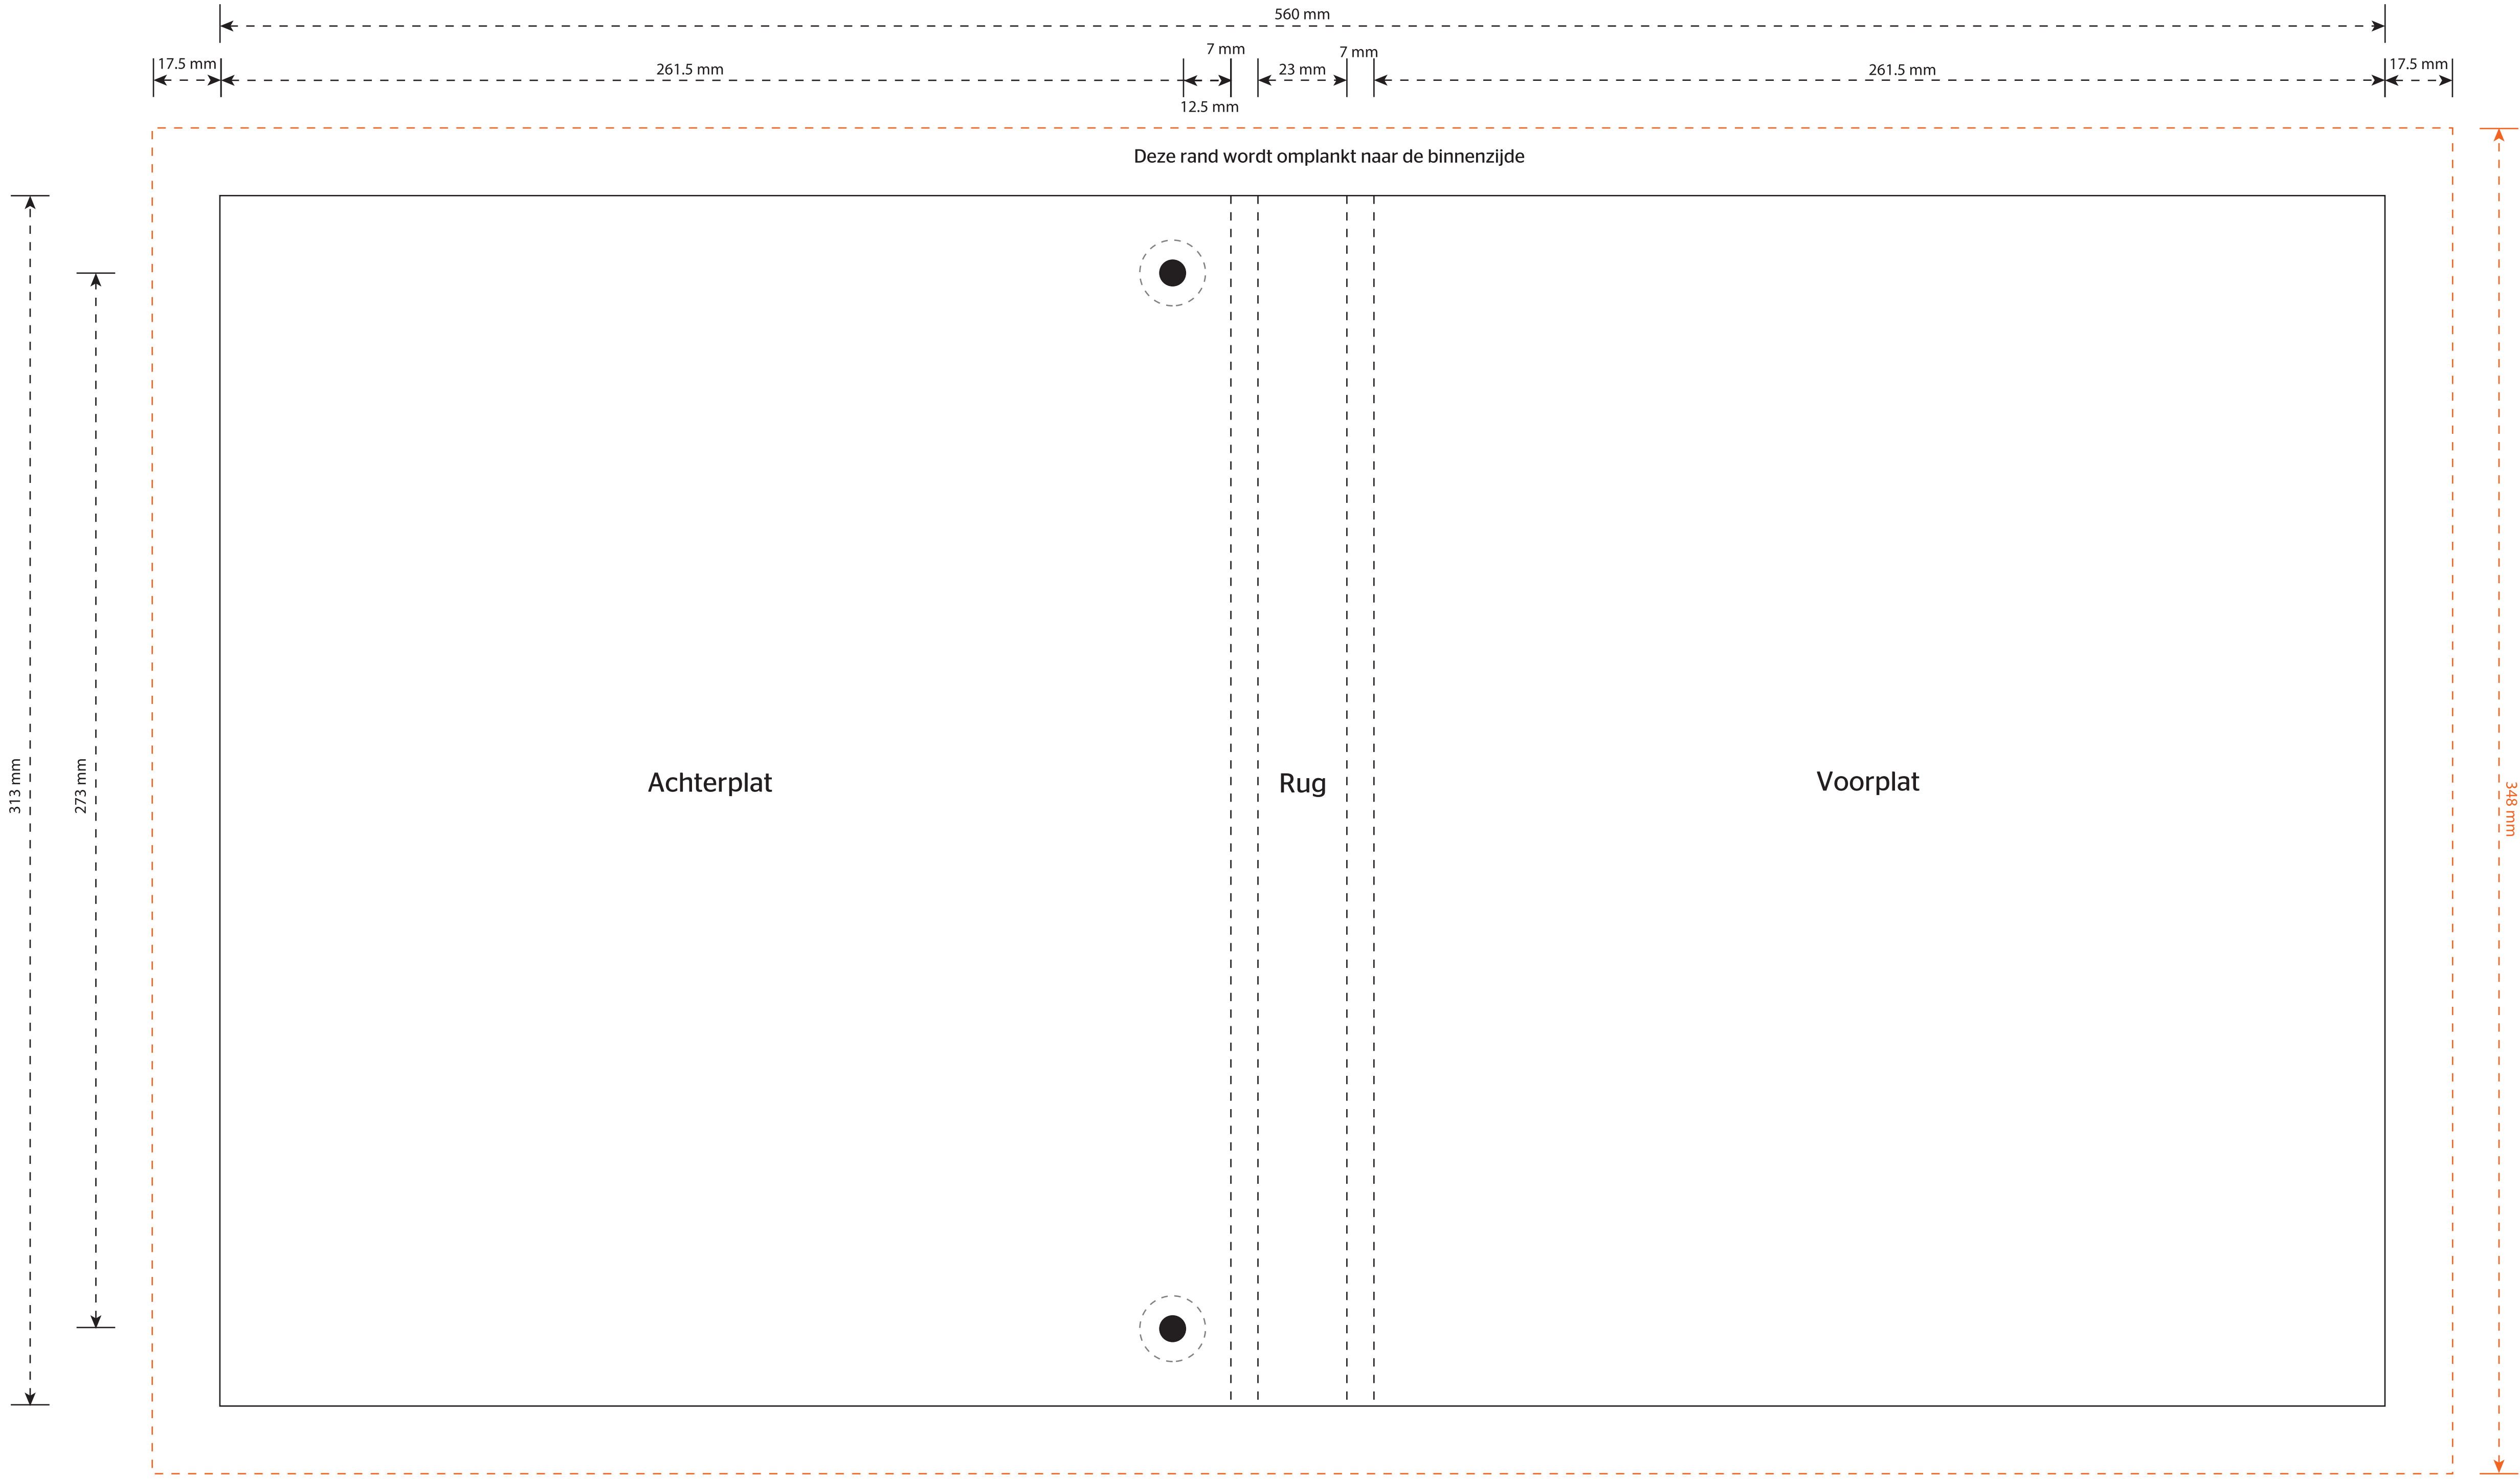 560 mm
7 mm
7 mm
17.5 mm
261.5 mm
23 mm
261.5 mm
17.5 mm
12.5 mm
Deze rand wordt omplankt naar de binnenzijde
313 mm
273 mm
Achterplat
Rug
Voorplat
348 mm